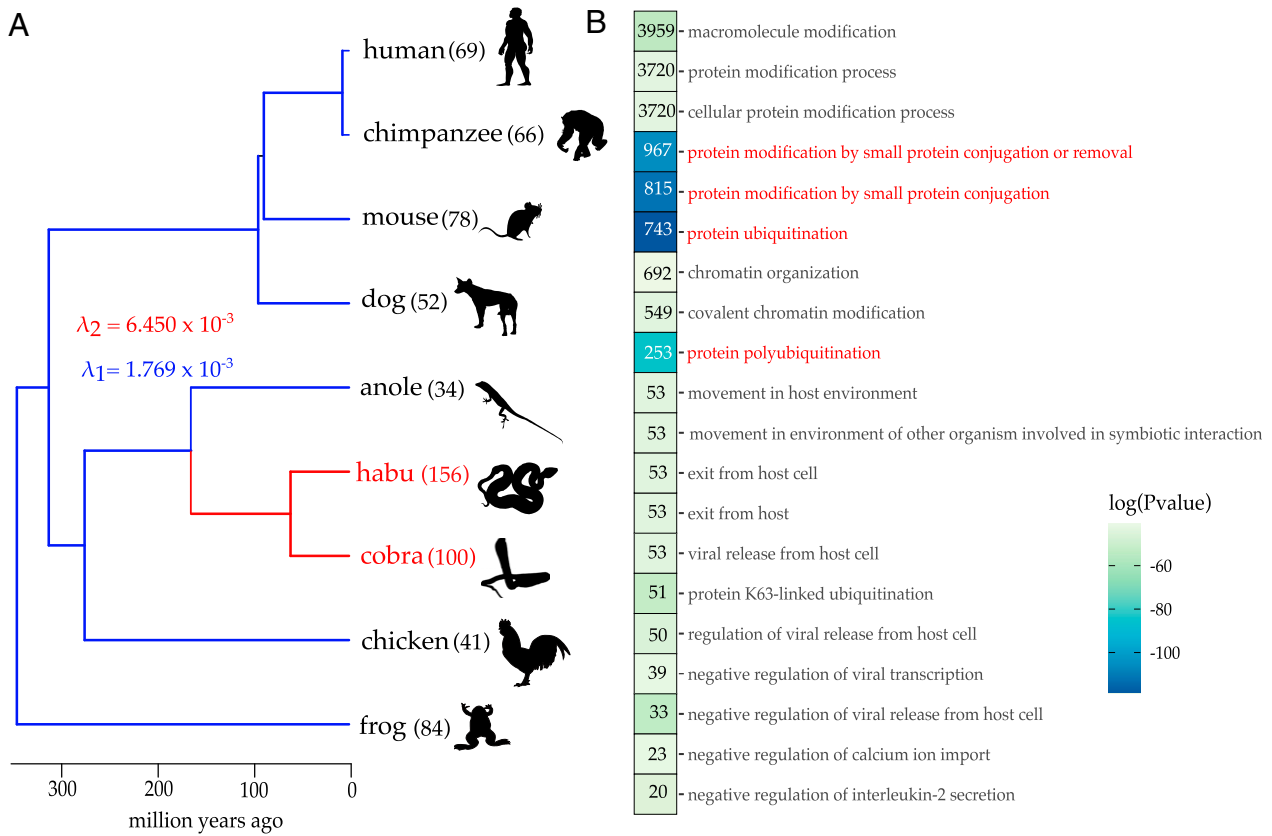 A
human (69)
chimpanzee (66)
mouse (78)
dog (52)
λ2 = 6.450 x 10-3
λ1= 1.769 x 10-3
anole (34)
habu (156)
cobra (100)
chicken (41)
frog (84)
300 200 100 0
million years ago
B
3959 macromolecule modification
3720 protein modification process
3720 cellular protein modification process
967 protein modification by small protein conjugation or removal
815 protein modification by small protein conjugation
743 protein ubiquitination
692 chromatin organization
549 covalent chromatin modification
253 protein polyubiquitination
53 movement in host environment
53 movement in environment of other organism involved in symbiotic interaction
53 exit from host cell
53 exit from host
53 viral release from host cell
51 protein K63-linked ubiquitination
50 regulation of viral release from host cell
39 negative regulation of viral transcription
33 negative regulation of viral release from host cell
23 negative regulation of calcium ion import
20 negative regulation of interleukin-2 secretion
log(Pvalue)
-60
-80
-100